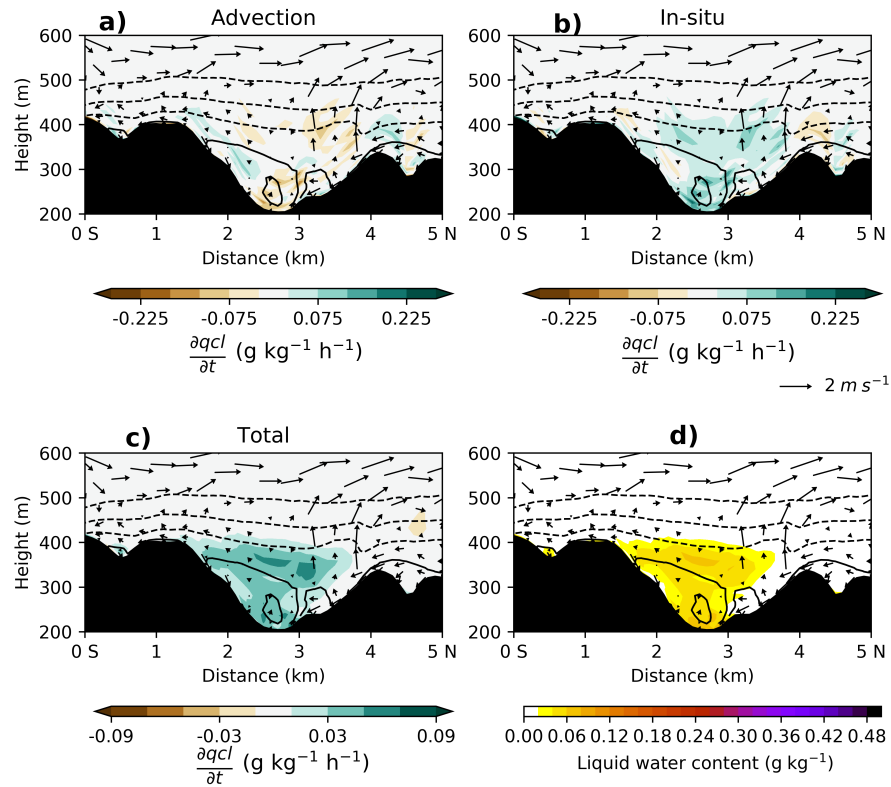 a) Advection
b) In-situ
600
500
400
300
200
Height (m)
0 S 1 2 3 4 5 N
Distance (km)
600
500
400
300
200
0 S 1 2 3 4 5 N
Distance (km)
-0.225 -0.075 0.075 0.225
∂qcl/∂t (g kg⁻¹ h⁻¹)
-0.225 -0.075 0.075 0.225
∂qcl/∂t (g kg⁻¹ h⁻¹)
2 m s⁻¹
c) Total
d)
600
500
400
300
200
Height (m)
0 S 1 2 3 4 5 N
Distance (km)
600
500
400
300
200
0 S 1 2 3 4 5 N
Distance (km)
-0.09 -0.03 0.03 0.09
∂qcl/∂t (g kg⁻¹ h⁻¹)
0.00 0.06 0.12 0.18 0.24 0.30 0.36 0.42 0.48
Liquid water content (g kg⁻¹)